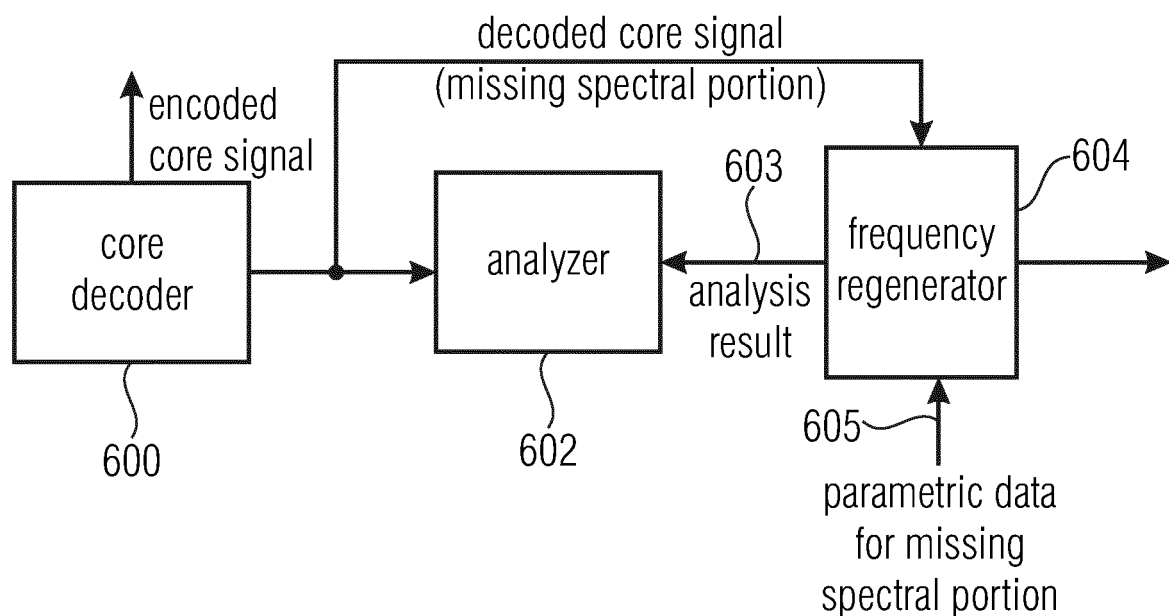 decoded core signal
(missing spectral portion)
encoded
core signal
core
decoder
600
analyzer
602
603
analysis
result
frequency
regenerator
604
605
parametric data
for missing
spectral portion